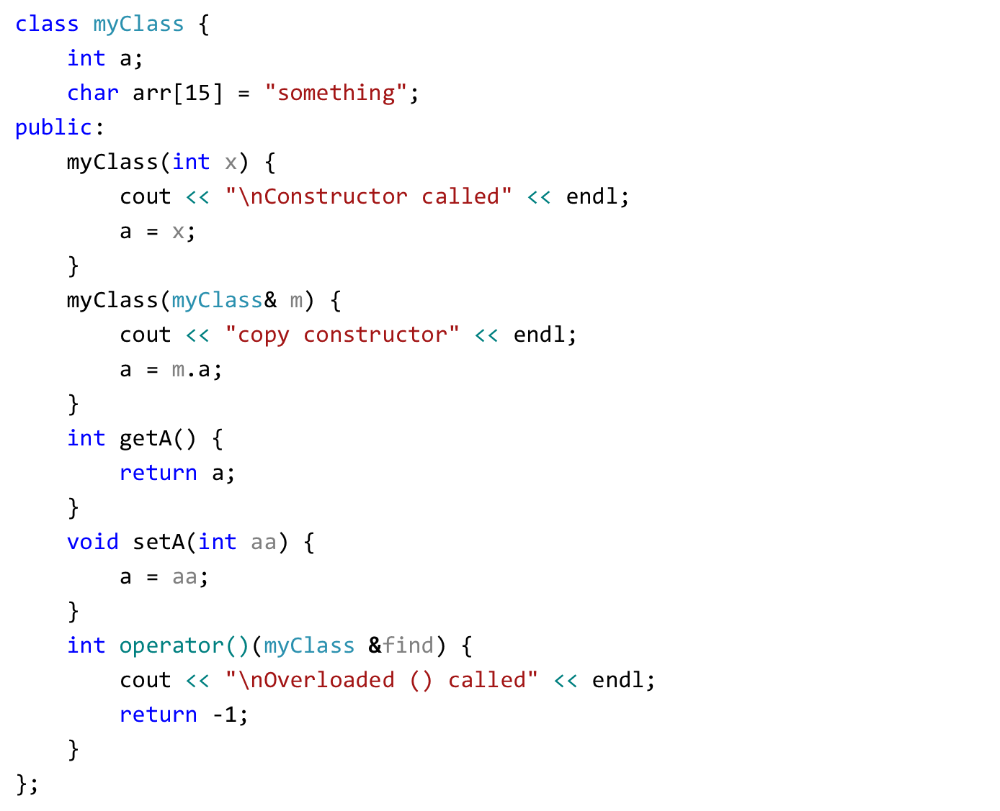 class myClass {
    int a;
    char arr[15] = "something";
public:
    myClass(int x) {
        cout << "\nConstructor called" << endl;
        a = x;
    }
    myClass(myClass& m) {
        cout << "copy constructor" << endl;
        a = m.a;
    }
    int getA() {
        return a;
    }
    void setA(int aa) {
        a = aa;
    }
    int operator()(myClass &find) {
        cout << "\nOverloaded () called" << endl;
        return -1;
    }
};